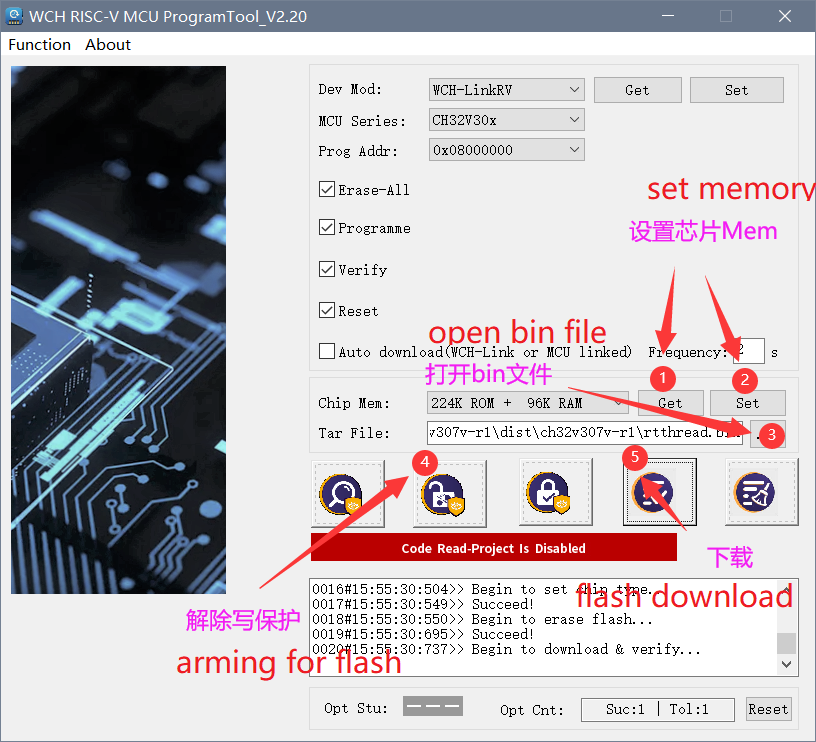 WCH RISC-V MCU ProgramTool_V2.20
Function About
Dev Mod: WCH-LinkRV Get Set
MCU Series: CH32V30x
Prog Addr: 0x08000000
Erase-All
set memory
Programme
设置芯片Mem
Verify
Reset
open bin file
Auto download(WCH-Link or MCU linked) Frequency: 2 s
打开bin文件
1 2
Chip Mem: 224K ROM + 96K RAM Get Set
Tar File: v307v-r1\dist\ch32v307v-r1\rtthread.bin 3
4 5
Code Read-Project Is Disabled
下载
0016#15:55:30:504>> Begin to set chip type...
flash download
0017#15:55:30:549>> Succeed!
0018#15:55:30:550>> Begin to erase flash...
解除写保护
0019#15:55:30:695>> Succeed!
0020#15:55:30:737>> Begin to download & verify...
arming for flash
Opt Stu: Opt Cnt: Suc:1 | Tol:1 Reset